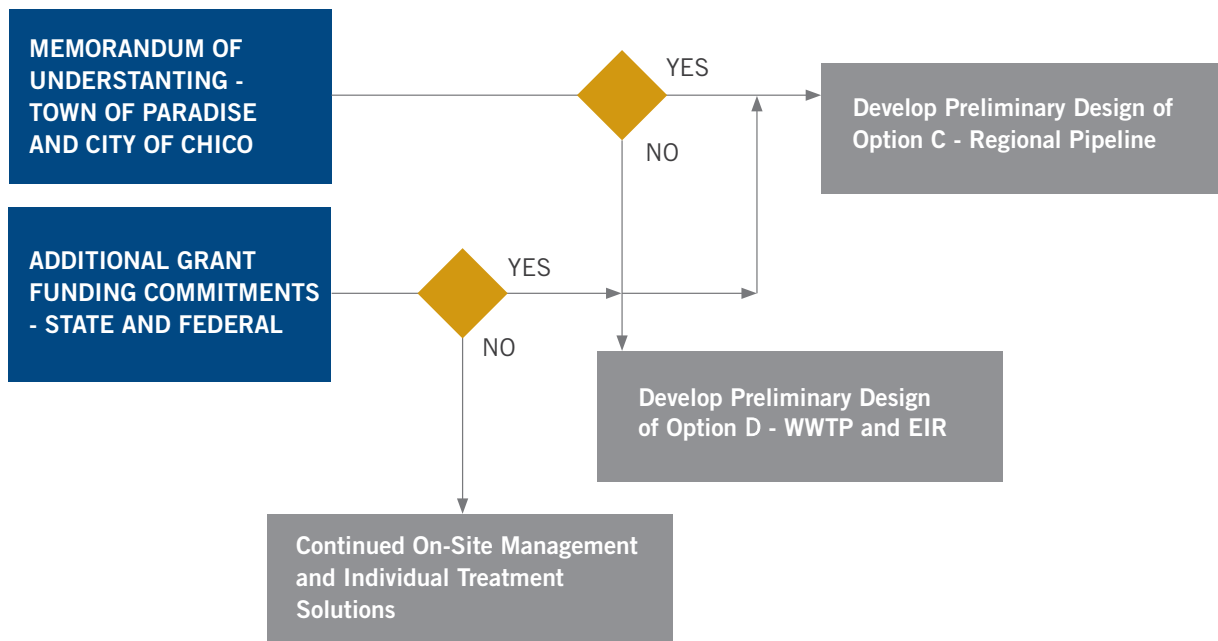 MEMORANDUM OF
UNDERSTANTING -
TOWN OF PARADISE
AND CITY OF CHICO
YES
NO
Develop Preliminary Design of
Option C - Regional Pipeline
ADDITIONAL GRANT
FUNDING COMMITMENTS
- STATE AND FEDERAL
YES
NO
Develop Preliminary Design
of Option D - WWTP and EIR
Continued On-Site Management
and Individual Treatment
Solutions